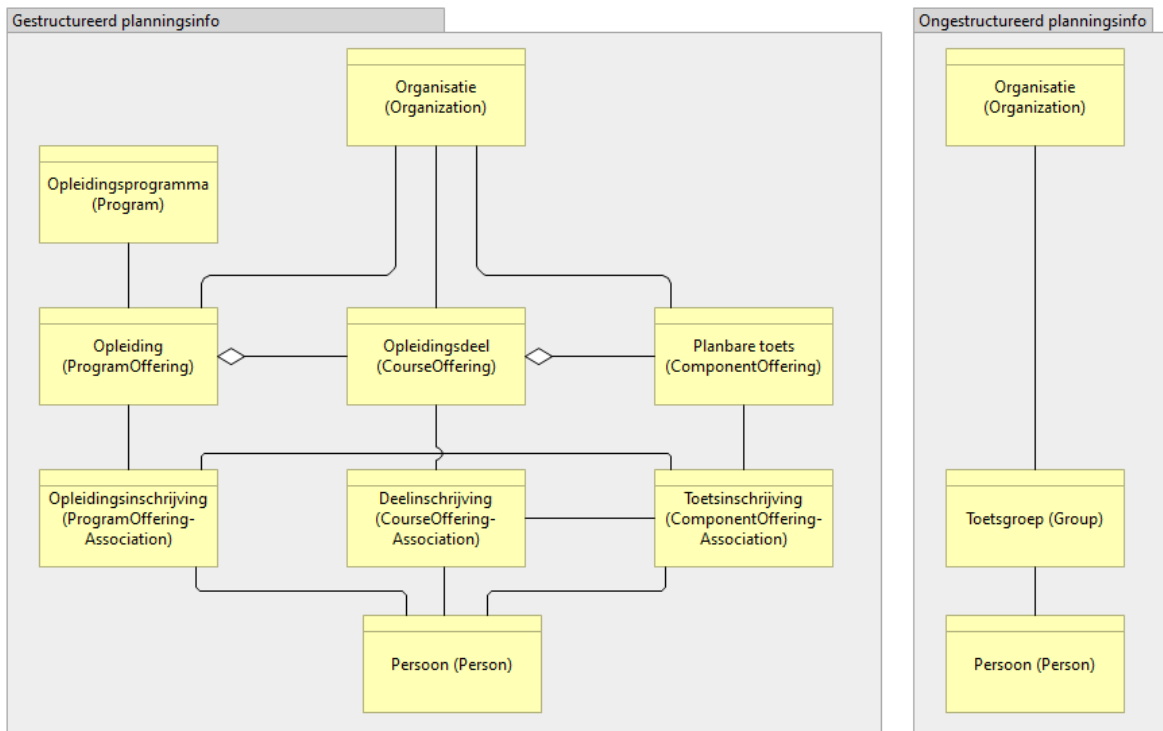 Gestructureerd planningsinfo
Organisatie
(Organization)
Opleidingsprogramma
(Program)
Opleiding
(ProgramOffering)
Opleidingsdeel
(CourseOffering)
Planbare toets
(ComponentOffering)
Opleidingsinschrijving
(ProgramOffering-
Association)
Deelinschrijving
(CourseOffering-
Association)
Toetsinschrijving
(ComponentOffering-
Association)
Persoon (Person)
Ongestructureerd planningsinfo
Organisatie
(Organization)
Toetsgroep (Group)
Persoon (Person)